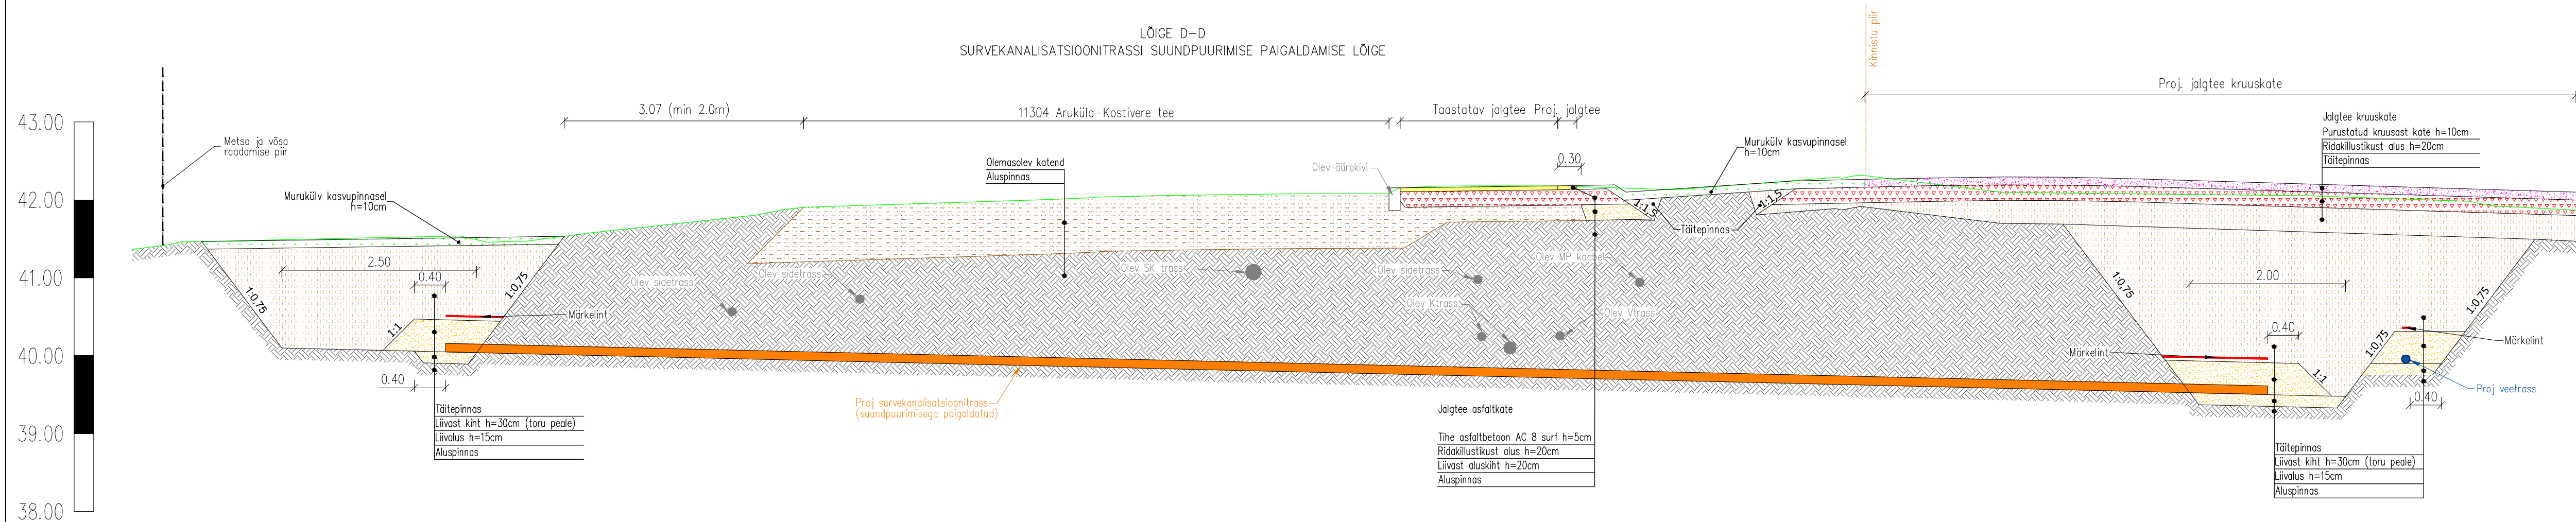 LÕIGE D-D
SURVEKANALISATSIOONITRASSI SUUNDPUURIMISE PAIGALDAMISE LÕIGE
Kinnistu piir
43.00
42.00
41.00
40.00
39.00
38.00
Metsa ja võsa
raadamise piir
Murukülv kasvupinnasel
h=10cm
3.07 (min 2.0m)
11304 Aruküla-Kostivere tee
Taastatav jalgtee
Proj. jalgtee
Proj. jalgtee kruuskate
Olemasolev katend
Aluspinnas
Olev äärekivi
0.30
Murukülv kasvupinnasel
h=10cm
Jalgtee kruuskate
Purustatud kruusast kate h=10cm
Ridakillustikust alus h=20cm
Täitepinnas
1:1,5
1:1,5
Täitepinnas
2.50
0.40
1:0,75
1:0,75
1:1
Märkelint
0.40
Olev sidetrass
Olev sidetrass
Olev SK trass
Olev sidetrass
Olev MP kaabel
Olev Ktrass
Olev Vtrass
1:0,75
2.00
1:0,75
0.40
Märkelint
1:1
1:0,75
Märkelint
Proj veetrass
0.40
Proj survekanalisatsioonitrass
(suundpuurimisega paigaldatud)
Täitepinnas
Liivast kiht h=30cm (toru peale)
Liivalus h=15cm
Aluspinnas
Jalgtee asfaltkate
Tihe asfaltbetoon AC 8 surf h=5cm
Ridakillustikust alus h=20cm
Liivast aluskiht h=20cm
Aluspinnas
Täitepinnas
Liivast kiht h=30cm (toru peale)
Liivalus h=15cm
Aluspinnas